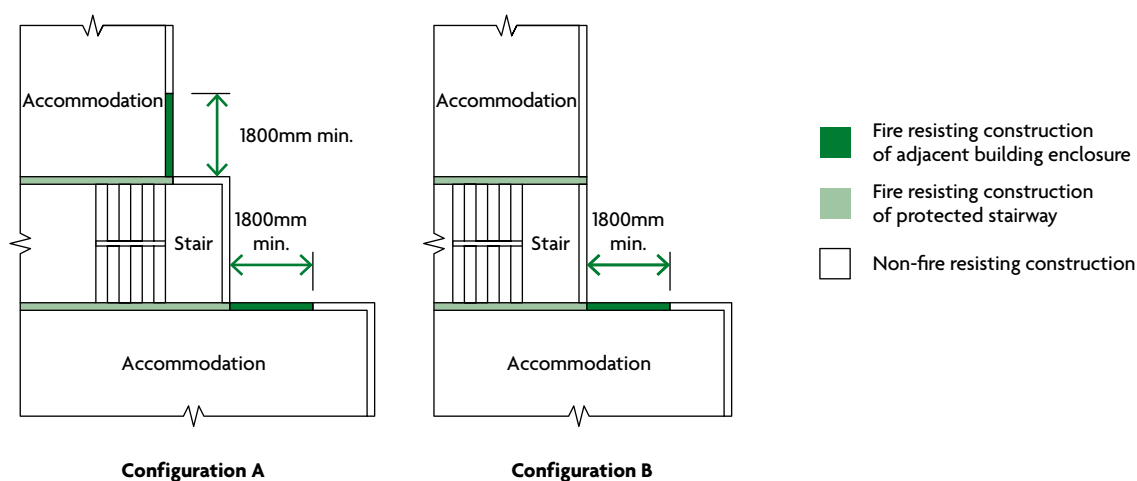 Accommodation
1800mm min.
1800mm
min.
Stair
Accommodation
Configuration A
Accommodation
1800mm
min.
Stair
Accommodation
Configuration B
Fire resisting construction
of adjacent building enclosure
Fire resisting construction
of protected stairway
Non-fire resisting construction